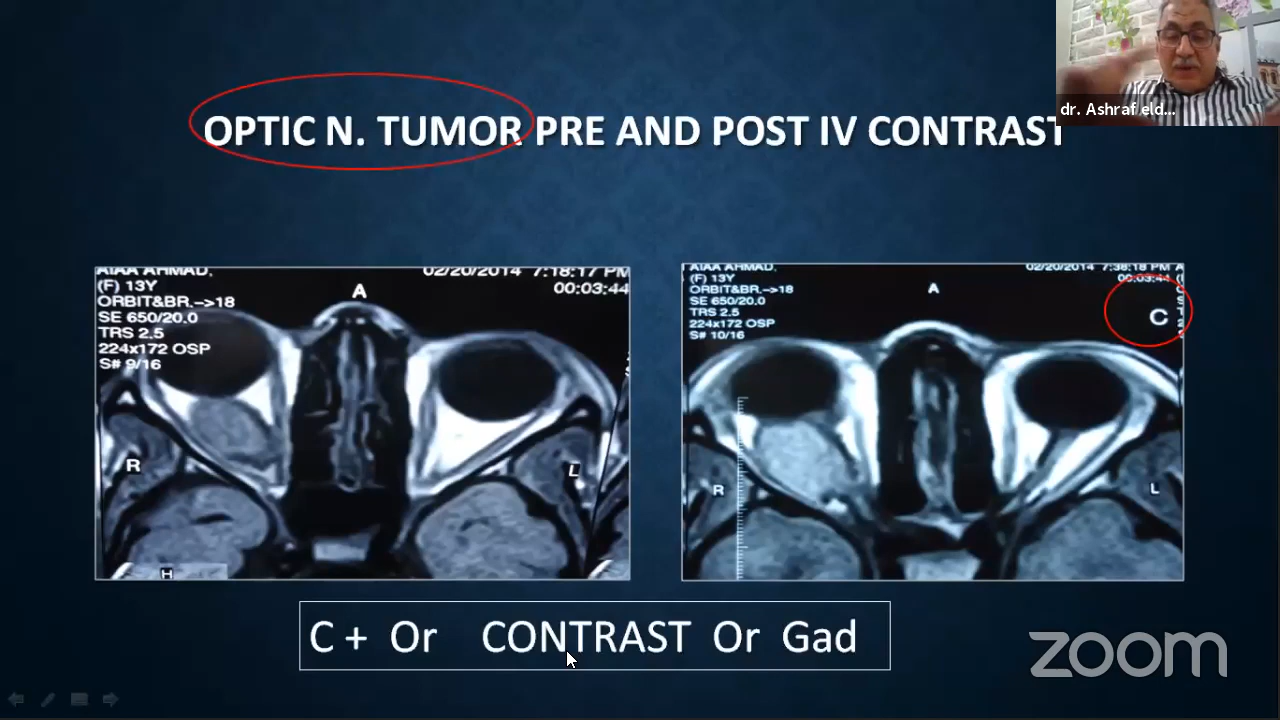 dr. Ashraf eld...
OPTIC N. TUMOR PRE AND POST IV CONTRAST
AIAA AHMAD,
(F) 13Y
ORBIT&BR.->18
SE 650/20.0
TRS 2.5
224x172 OSP
S# 9/16
02/20/2014 7:18:17 PM
00:03:44
A
R
L
H
AIAA AHMAD,
(F) 13Y
ORBIT&BR.->18
SE 650/20.0
TRS 2.5
224x172 OSP
S# 10/16
02/20/2014 7:38:18 PM A
00:03:44
A
C
R
L
C + Or CONTRAST Or Gad
zoom